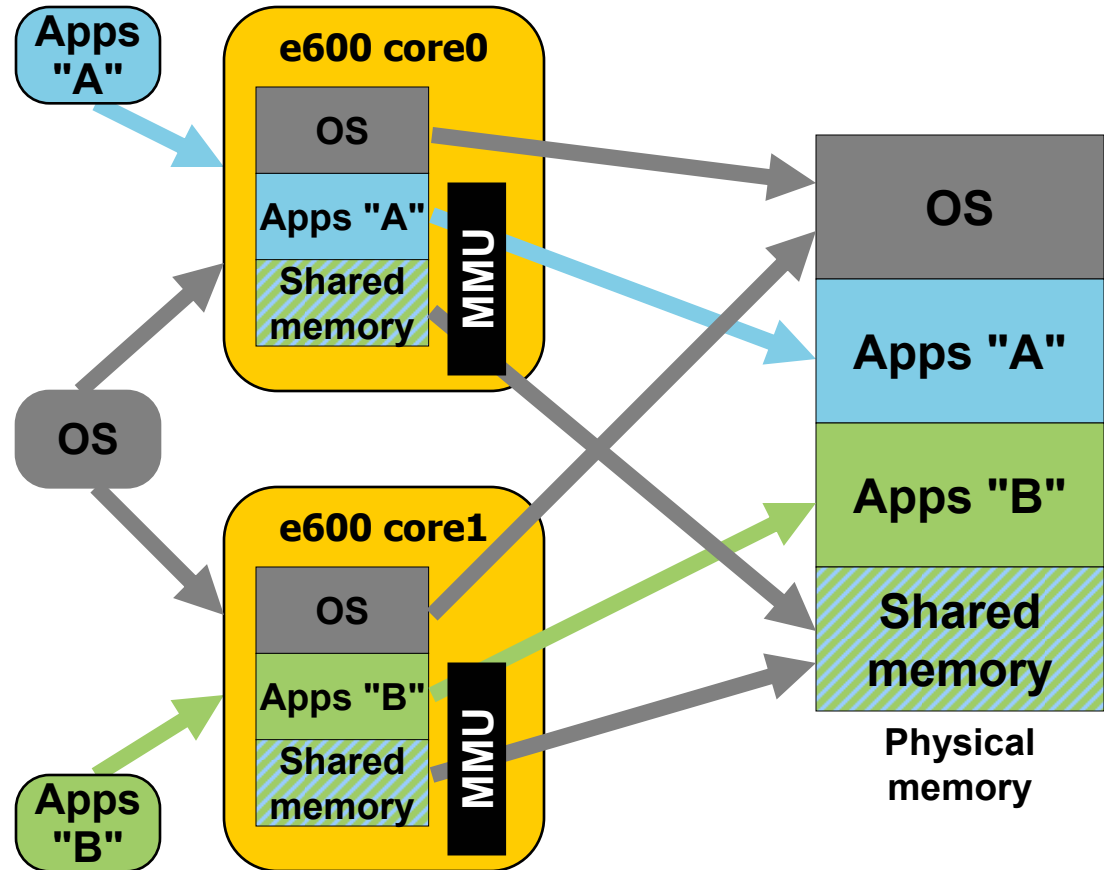 Apps
"A"
OS
Apps
"B"
e600 core0
OS
Apps "A"
Shared
memory
MMU
e600 core1
OS
Apps "B"
Shared
memory
MMU
OS
Apps "A"
Apps "B"
Shared
memory
Physical
memory